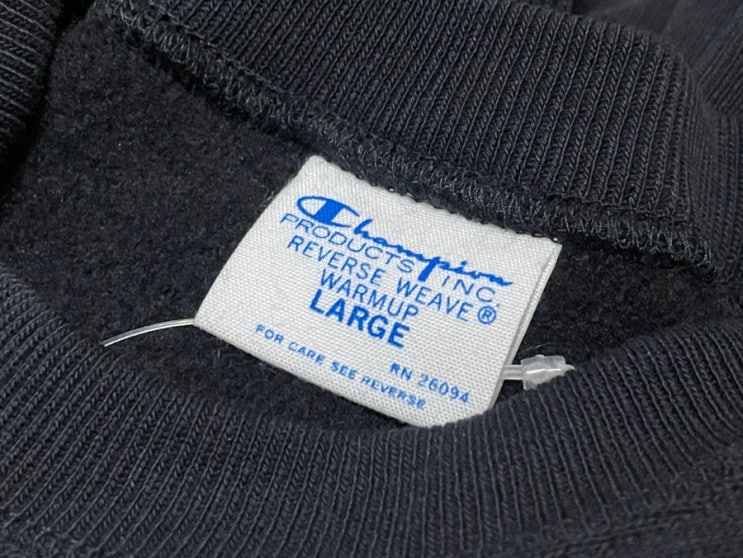 Champion
PRODUCTS INC.
REVERSE WEAVE®
WARMUP
LARGE
RN 26094
FOR CARE SEE REVERSE